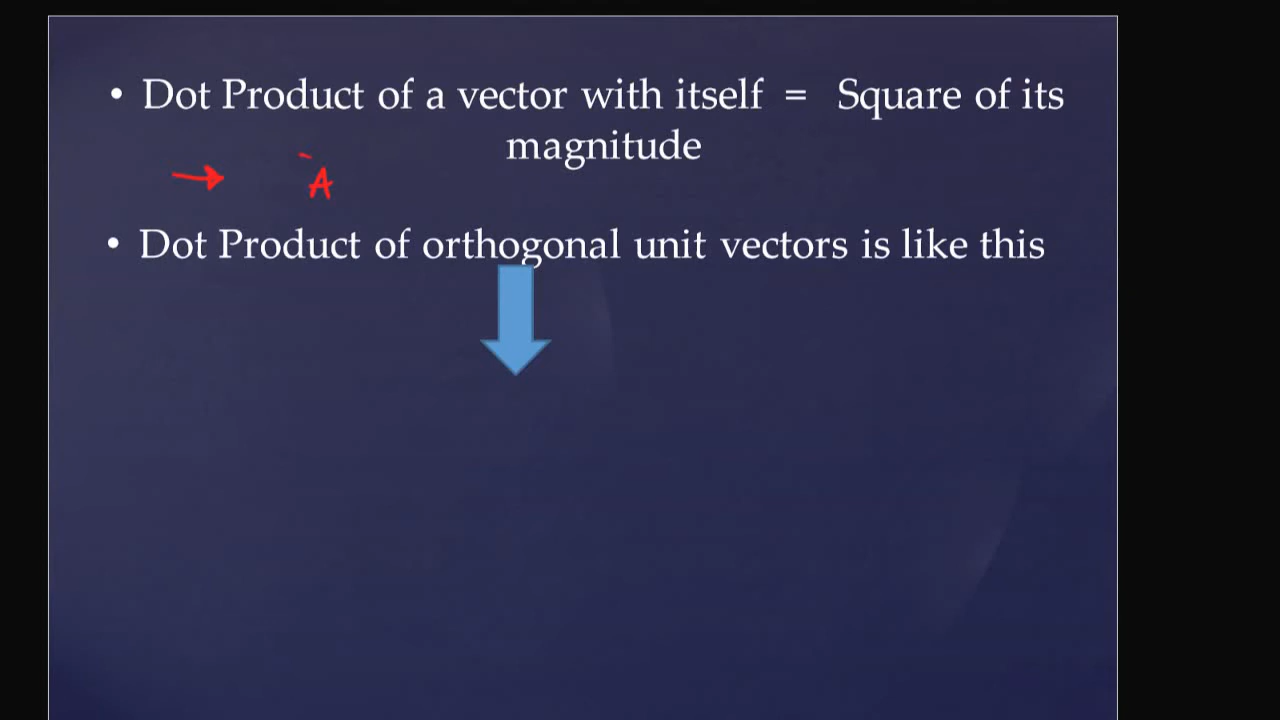 • Dot Product of a vector with itself = Square of its
magnitude
→ A
• Dot Product of orthogonal unit vectors is like this